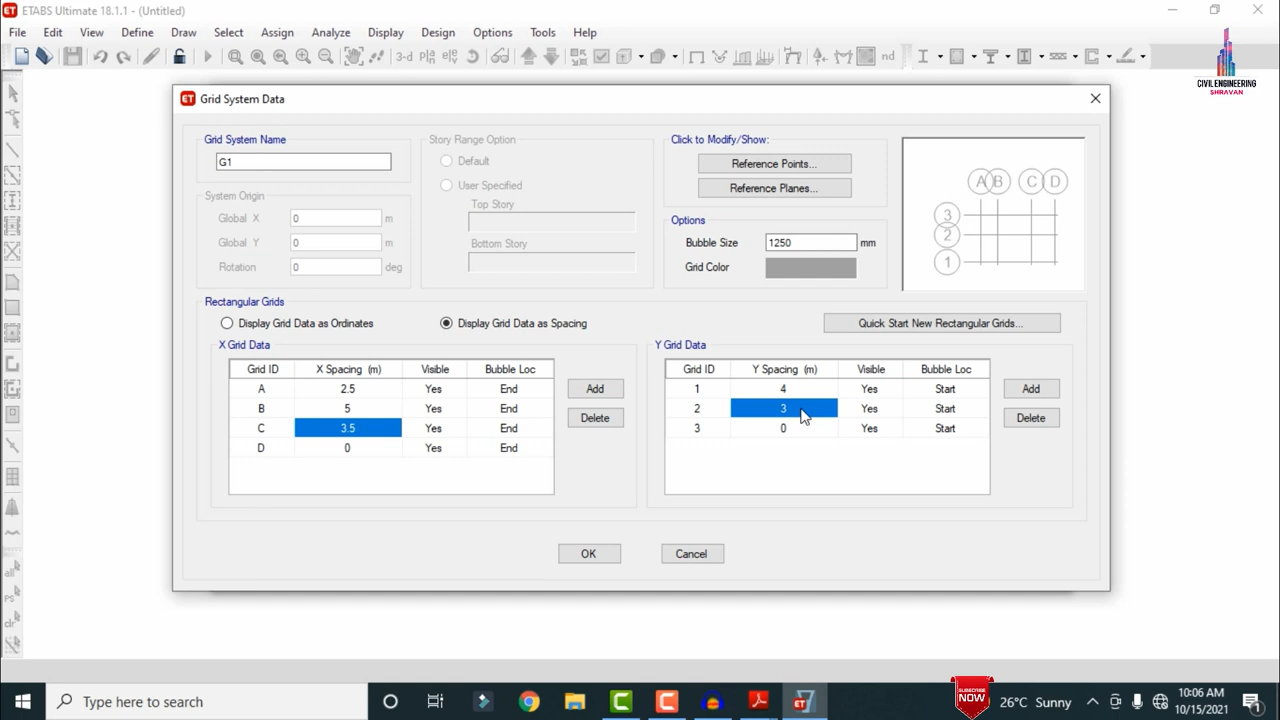 ETABS Ultimate 18.1.1 - (Untitled)
File Edit View Define Draw Select Assign Analyze Display Design Options Tools Help
3-d nd
CIVIL ENGINEERING
SHRAVAN
Grid System Data
Grid System Name
G1
System Origin
Global X 0 m
Global Y 0 m
Rotation 0 deg
Story Range Option
Default
User Specified
Top Story
Bottom Story
Click to Modify/Show:
Reference Points...
Reference Planes...
Options
Bubble Size 1250 mm
Grid Color
A B C D
3
2
1
Rectangular Grids
Display Grid Data as Ordinates Display Grid Data as Spacing Quick Start New Rectangular Grids...
X Grid Data
Grid ID X Spacing (m) Visible Bubble Loc
A 2.5 Yes End
B 5 Yes End
C 3.5 Yes End
D 0 Yes End
Add
Delete
Y Grid Data
Grid ID Y Spacing (m) Visible Bubble Loc
1 4 Yes Start
2 3 Yes Start
3 0 Yes Start
Add
Delete
OK Cancel
all
ps
clr
Type here to search
SUBSCRIBE
NOW
26°C Sunny
10:06 AM
10/15/2021